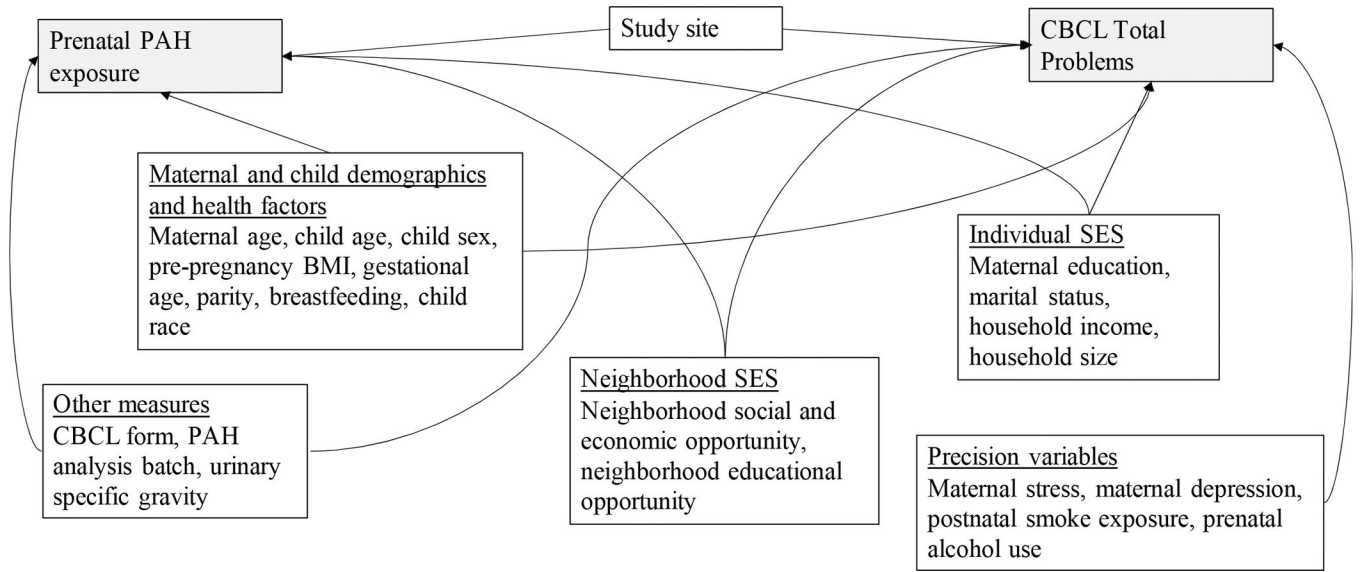 Prenatal PAH
exposure
Study site
CBCL Total
Problems
Maternal and child demographics
and health factors
Maternal age, child age, child sex,
pre-pregnancy BMI, gestational
age, parity, breastfeeding, child
race
Individual SES
Maternal education,
marital status,
household income,
household size
Other measures
CBCL form, PAH
analysis batch, urinary
specific gravity
Neighborhood SES
Neighborhood social and
economic opportunity,
neighborhood educational
opportunity
Precision variables
Maternal stress, maternal depression,
postnatal smoke exposure, prenatal
alcohol use